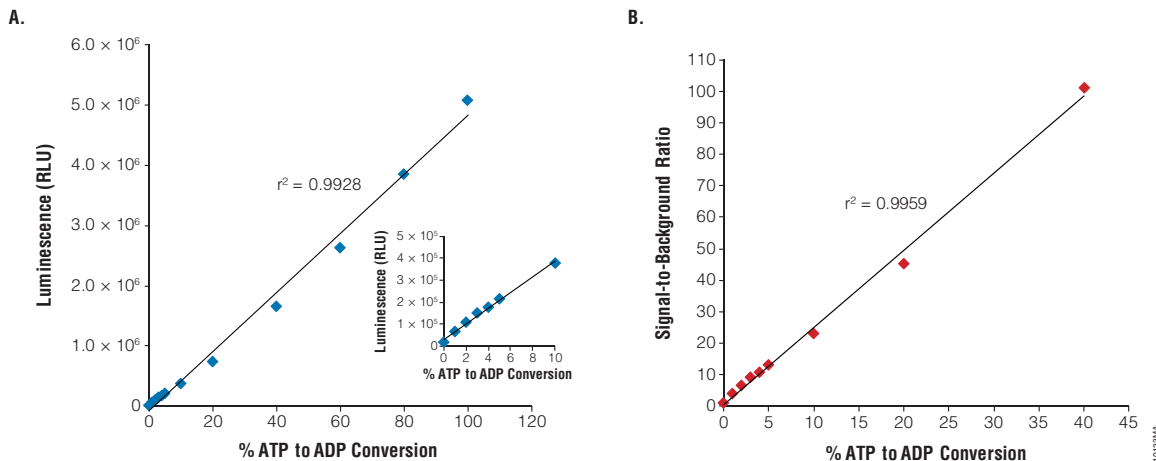 A.
Luminescence (RLU)
6.0 × 10⁶
5.0 × 10⁶
4.0 × 10⁶
3.0 × 10⁶
2.0 × 10⁶
1.0 × 10⁶
0
r² = 0.9928
0 20 40 60 80 100 120
% ATP to ADP Conversion
Luminescence (RLU)
5 × 10⁵
4 × 10⁵
3 × 10⁵
2 × 10⁵
1 × 10⁵
0
0 2 4 6 8 10
% ATP to ADP Conversion
B.
Signal-to-Background Ratio
110
100
90
80
70
60
50
40
30
20
10
0
r² = 0.9959
0 5 10 15 20 25 30 35 40 45
% ATP to ADP Conversion